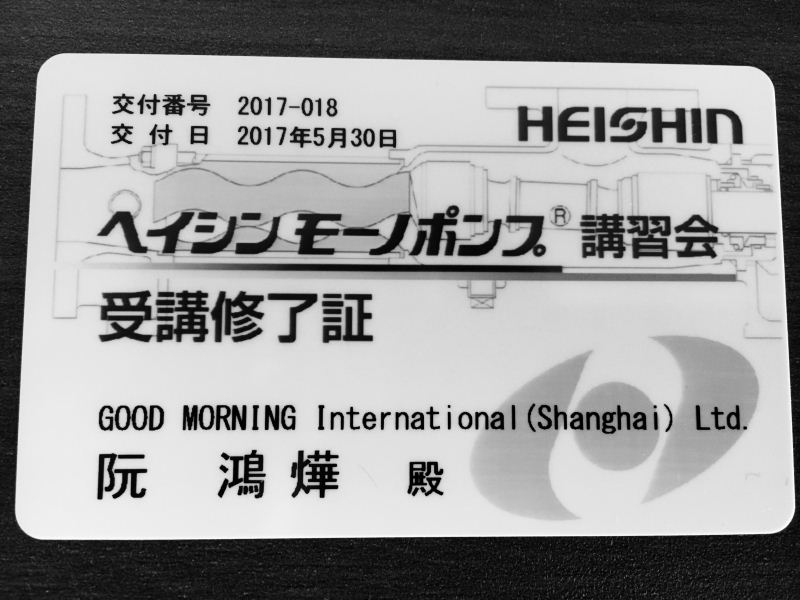 交付番号 2017-018
交付日 2017年5月30日
HEISHIN
ヘイシンモーノポンプ® 講習会
受講修了証
GOOD MORNING International(Shanghai) Ltd.
阮 鴻燁 殿